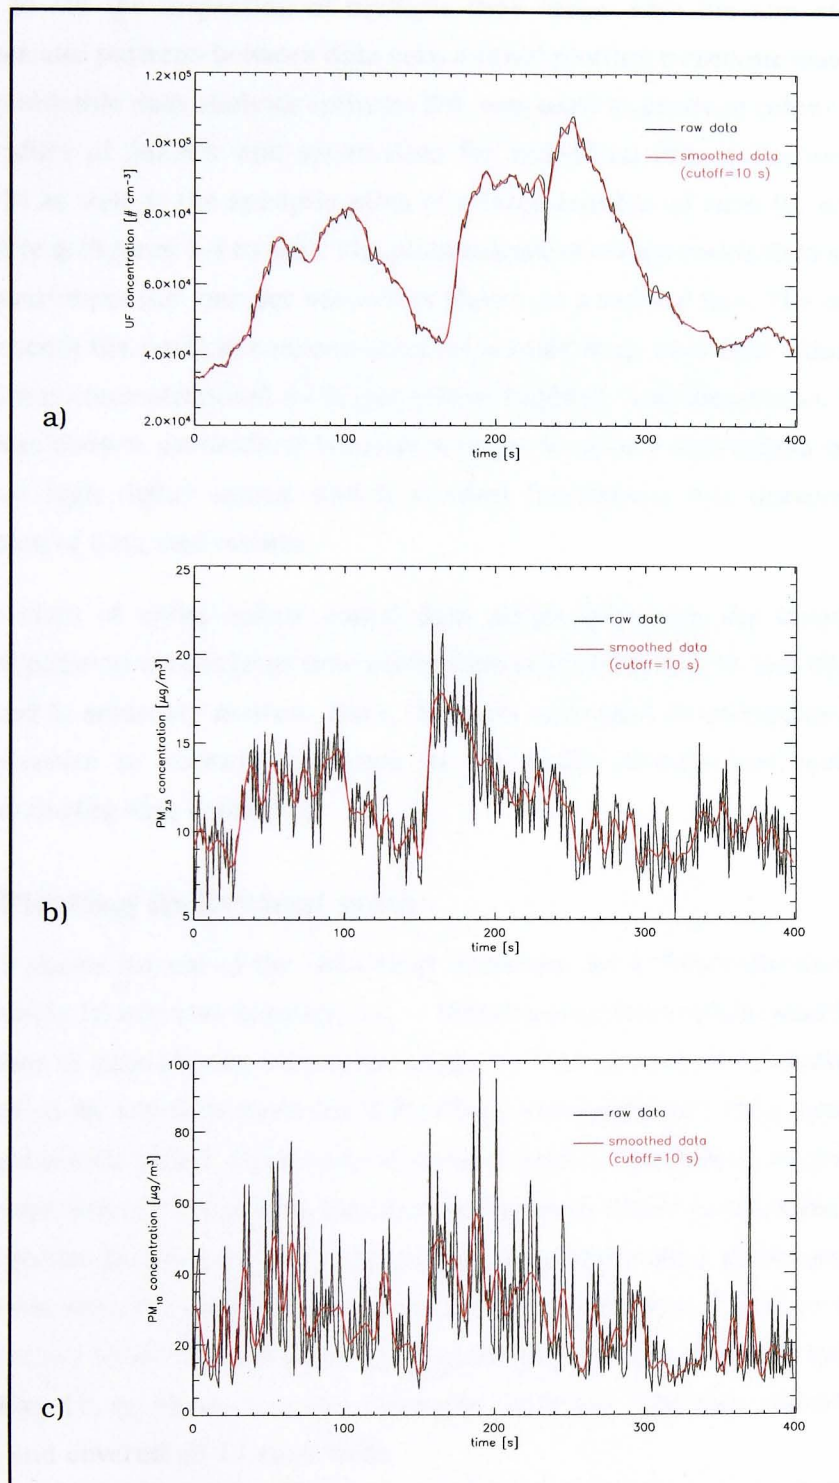 1.2×10⁵
1.0×10⁵
8.0×10⁴
6.0×10⁴
4.0×10⁴
2.0×10⁴
UF concentration [# cm⁻³]
raw data
smoothed data
(cutoff=10 s)
0 100 200 300 400
time [s]
a)
25
20
15
10
5
PM2.5 concentration [µg/m³]
raw data
smoothed data
(cutoff=10 s)
0 100 200 300 400
time [s]
b)
100
80
60
40
20
0
PM10 concentration [µg/m³]
raw data
smoothed data
(cutoff=10 s)
0 100 200 300 400
time [s]
c)